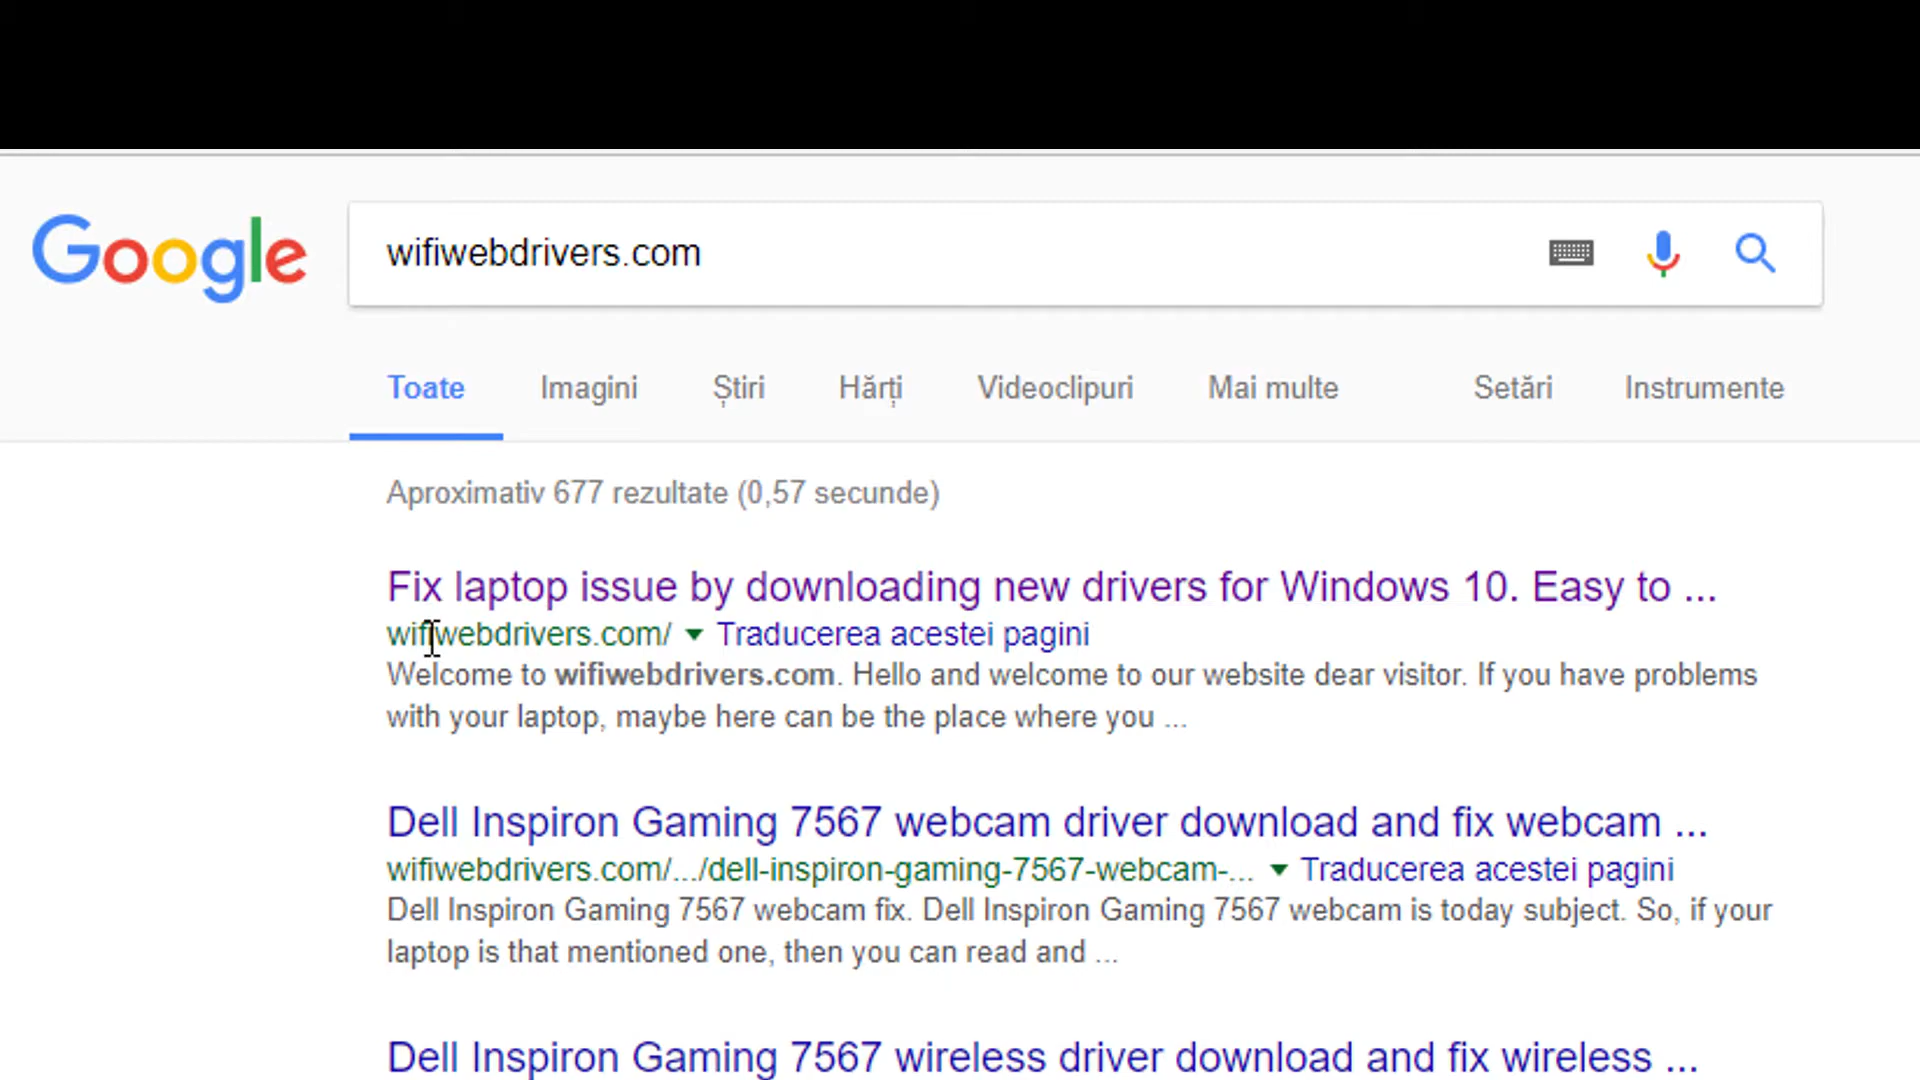 Google
wifiwebdrivers.com
Toate Imagini Știri Hărți Videoclipuri Mai multe Setări Instrumente
Aproximativ 677 rezultate (0,57 secunde)
Fix laptop issue by downloading new drivers for Windows 10. Easy to ...
wifiwebdrivers.com/ Traducerea acestei pagini
Welcome to wifiwebdrivers.com. Hello and welcome to our website dear visitor. If you have problems
with your laptop, maybe here can be the place where you ...
Dell Inspiron Gaming 7567 webcam driver download and fix webcam ...
wifiwebdrivers.com/.../dell-inspiron-gaming-7567-webcam-... Traducerea acestei pagini
Dell Inspiron Gaming 7567 webcam fix. Dell Inspiron Gaming 7567 webcam is today subject. So, if your
laptop is that mentioned one, then you can read and ...
Dell Inspiron Gaming 7567 wireless driver download and fix wireless ...